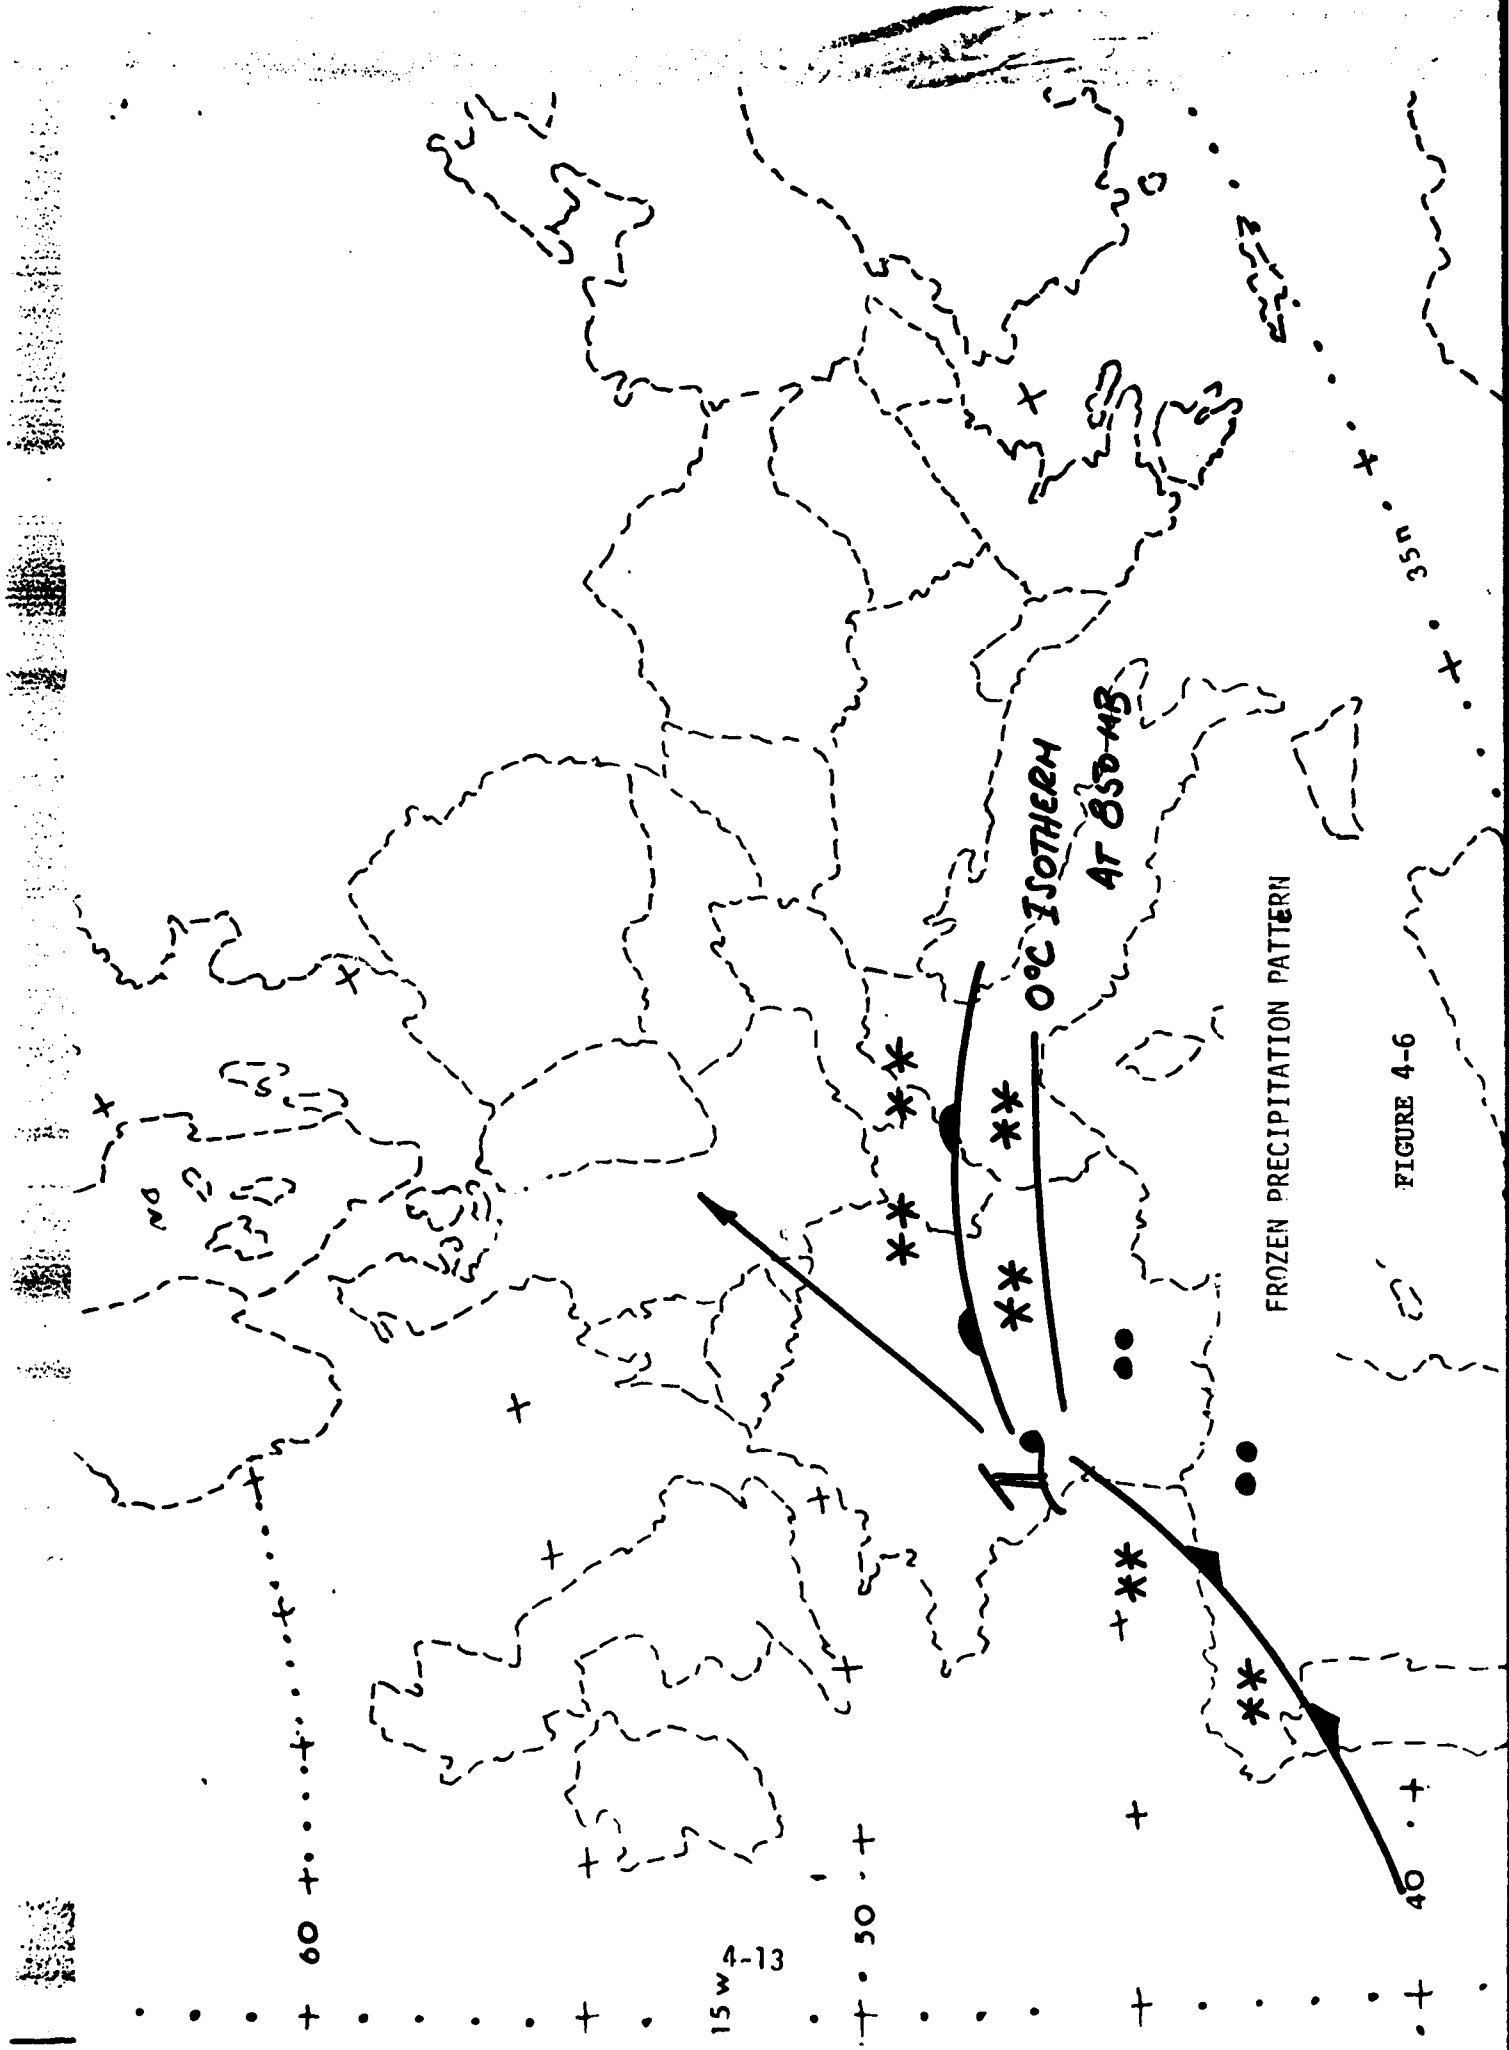 60
50
40
15 W
35 N
L
0°C ISOTHERM
AT 850 MB
FROZEN PRECIPITATION PATTERN
FIGURE 4-6
4-13